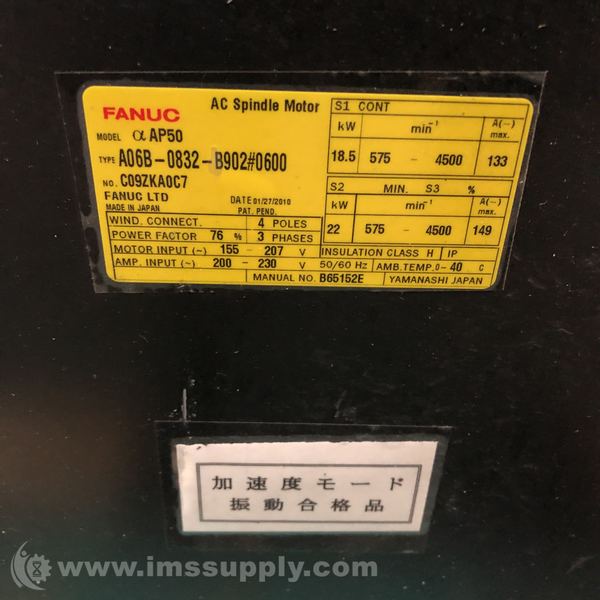 FANUC AC Spindle Motor
MODEL α AP50
TYPE A06B-0832-B902#0600
NO. C09ZKA0C7
FANUC LTD DATE 01/27/2010
MADE IN JAPAN PAT. PEND.
WIND. CONNECT. 4 POLES
POWER FACTOR 76 % 3 PHASES
MOTOR INPUT (~) 155 - 207 V
AMP. INPUT (~) 200 - 230 V 50/60 Hz
MANUAL NO. B65152E
S1 CONT
kW min⁻¹ A(~) max.
18.5 575 - 4500 133
S2 MIN. S3 %
kW min⁻¹ A(~) max.
22 575 - 4500 149
INSULATION CLASS H IP
AMB. TEMP. 0- 40 C
YAMANASHI JAPAN
加速度モード
振動合格品
© www.imssupply.com